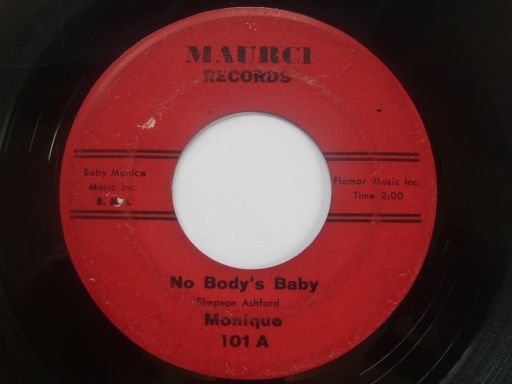 MAURCI
RECORDS
Baby Monica
Music Inc.
B.
Flomar Music Inc.
Time 2:00
No Body's Baby
Simpson Ashford
Monique
101 A